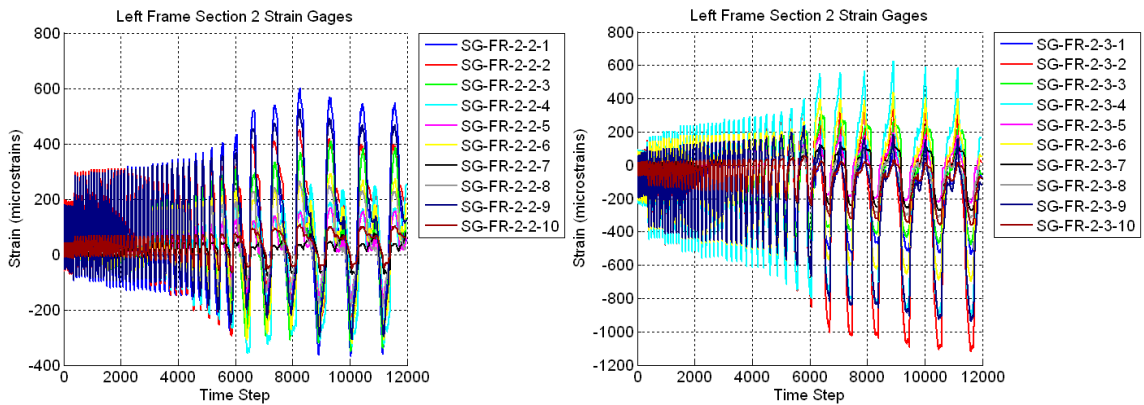 Left Frame Section 2 Strain Gages
800
600
400
200
0
-200
-400
Strain (microstrains)
0 2000 4000 6000 8000 10000 12000
Time Step
SG-FR-2-2-1
SG-FR-2-2-2
SG-FR-2-2-3
SG-FR-2-2-4
SG-FR-2-2-5
SG-FR-2-2-6
SG-FR-2-2-7
SG-FR-2-2-8
SG-FR-2-2-9
SG-FR-2-2-10
Left Frame Section 2 Strain Gages
800
600
400
200
0
-200
-400
-600
-800
-1000
-1200
Strain (microstrains)
0 2000 4000 6000 8000 10000 12000
Time Step
SG-FR-2-3-1
SG-FR-2-3-2
SG-FR-2-3-3
SG-FR-2-3-4
SG-FR-2-3-5
SG-FR-2-3-6
SG-FR-2-3-7
SG-FR-2-3-8
SG-FR-2-3-9
SG-FR-2-3-10